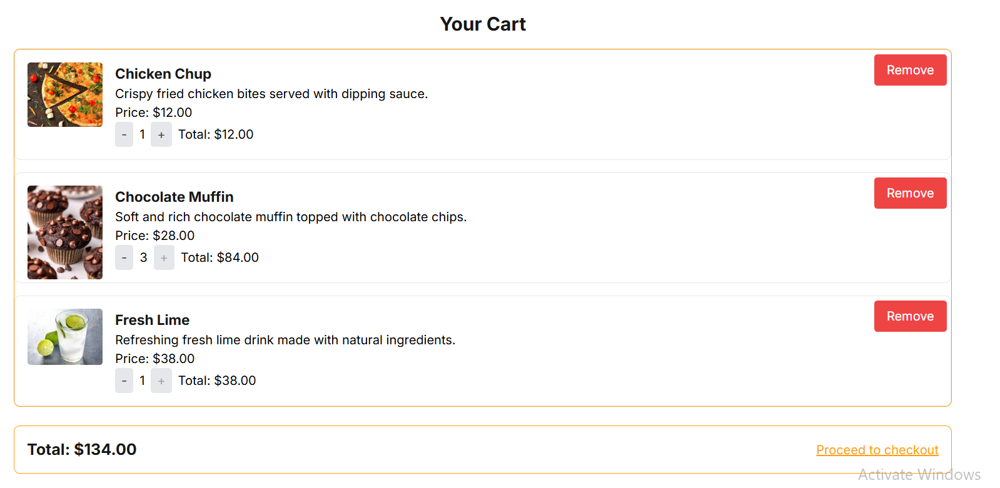 Your Cart
Chicken Chup
Remove
Crispy fried chicken bites served with dipping sauce.
Price: $12.00
- 1 + Total: $12.00
Chocolate Muffin
Remove
Soft and rich chocolate muffin topped with chocolate chips.
Price: $28.00
- 3 + Total: $84.00
Fresh Lime
Remove
Refreshing fresh lime drink made with natural ingredients.
Price: $38.00
- 1 + Total: $38.00
Total: $134.00
Proceed to checkout
Activate Windows